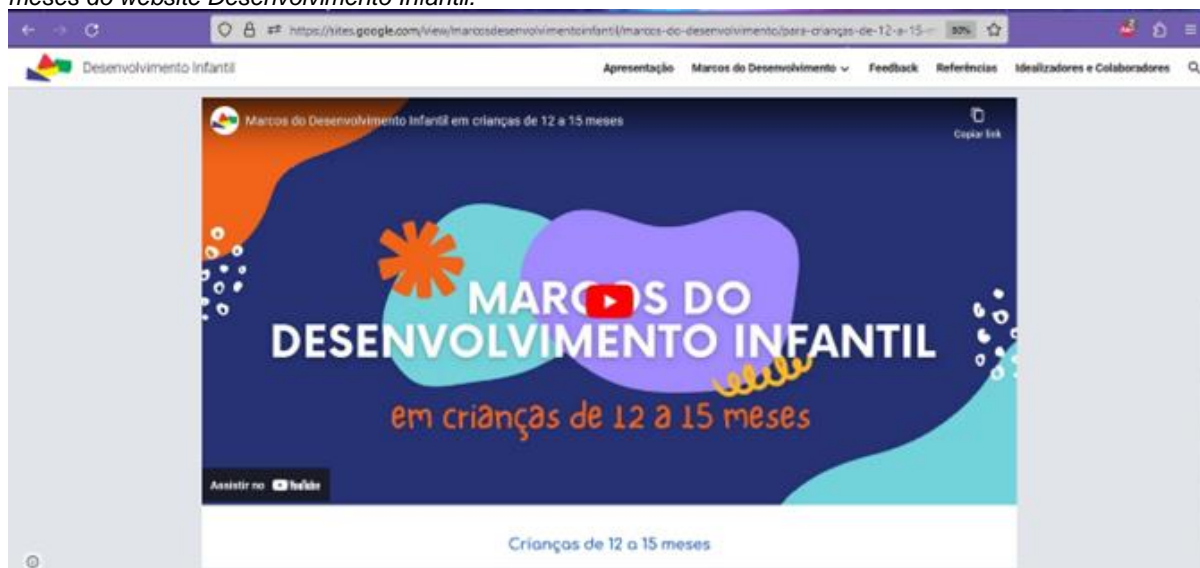 meses do website Desenvolvimento Infantil.
https://sites.google.com/view/marcosdesenvolvimentoinfantil/marcos-do-desenvolvimento/para-crianças-de-12-a-15-
Desenvolvimento Infantil
Apresentação Marcos do Desenvolvimento Feedback Referências Idealizadores e Colaboradores
Marcos do Desenvolvimento Infantil em crianças de 12 a 15 meses
Copiar link
MARCOS DO
DESENVOLVIMENTO INFANTIL
em crianças de 12 a 15 meses
Assistir no YouTube
Crianças de 12 a 15 meses